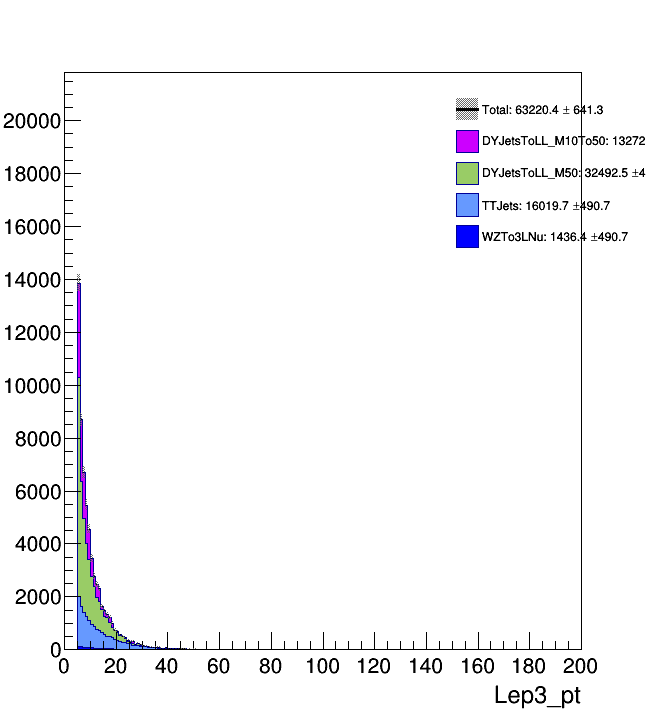 Total: 63220.4 ± 641.3
DYJetsToLL_M10To50: 13272
DYJetsToLL_M50: 32492.5 ±4
TTJets: 16019.7 ±490.7
WZTo3LNu: 1436.4 ±490.7
20000
18000
16000
14000
12000
10000
8000
6000
4000
2000
0
0 20 40 60 80 100 120 140 160 180 200
Lep3_pt